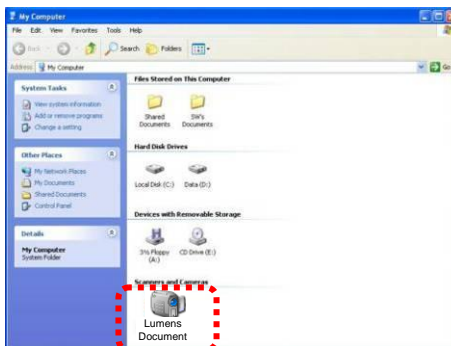 My Computer
File Edit View Favorites Tools Help
Back Search Folders
Address My Computer Go
System Tasks
View system information
Add or remove programs
Change a setting
Other Places
My Network Places
My Documents
Shared Documents
Control Panel
Details
My Computer
System Folder
Files Stored on This Computer
Shared Documents
SW's Documents
Hard Disk Drives
Local Disk (C:) Data (D:)
Devices with Removable Storage
3½ Floppy (A:) CD Drive (E:)
Scanners and Cameras
Lumens
Document